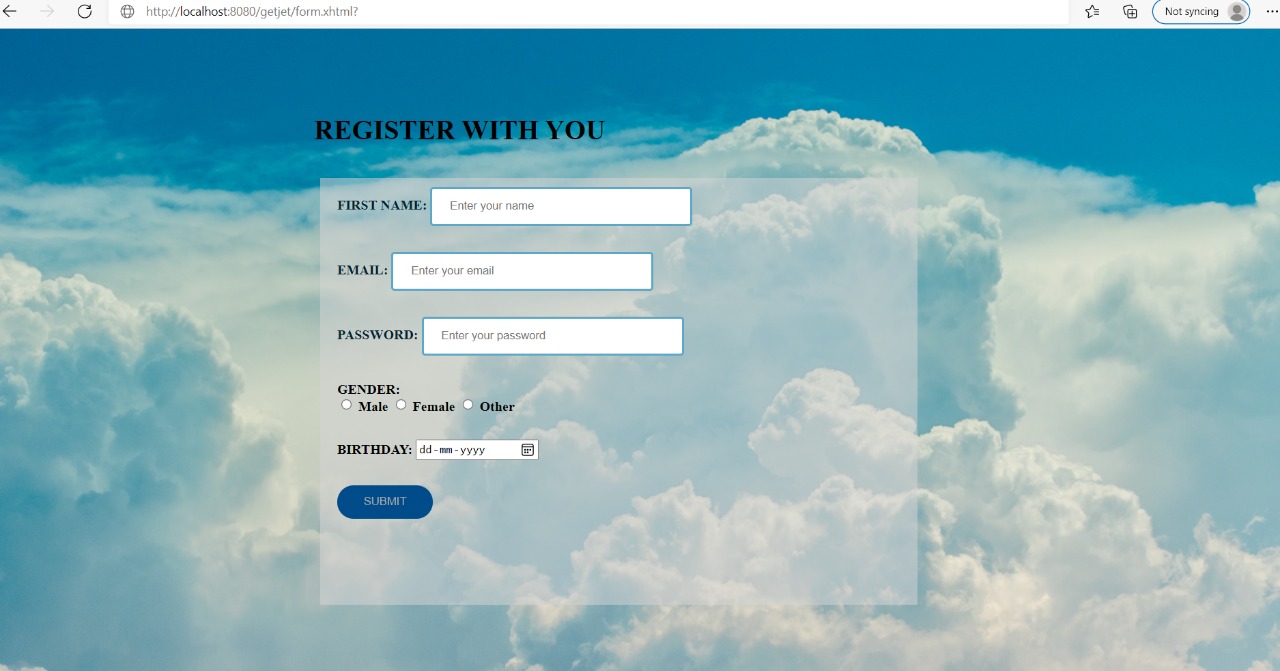 http://localhost:8080/getjet/form.xhtml?
Not syncing
REGISTER WITH YOU
FIRST NAME: Enter your name
EMAIL: Enter your email
PASSWORD: Enter your password
GENDER:
Male Female Other
BIRTHDAY: dd-mm-yyyy
SUBMIT